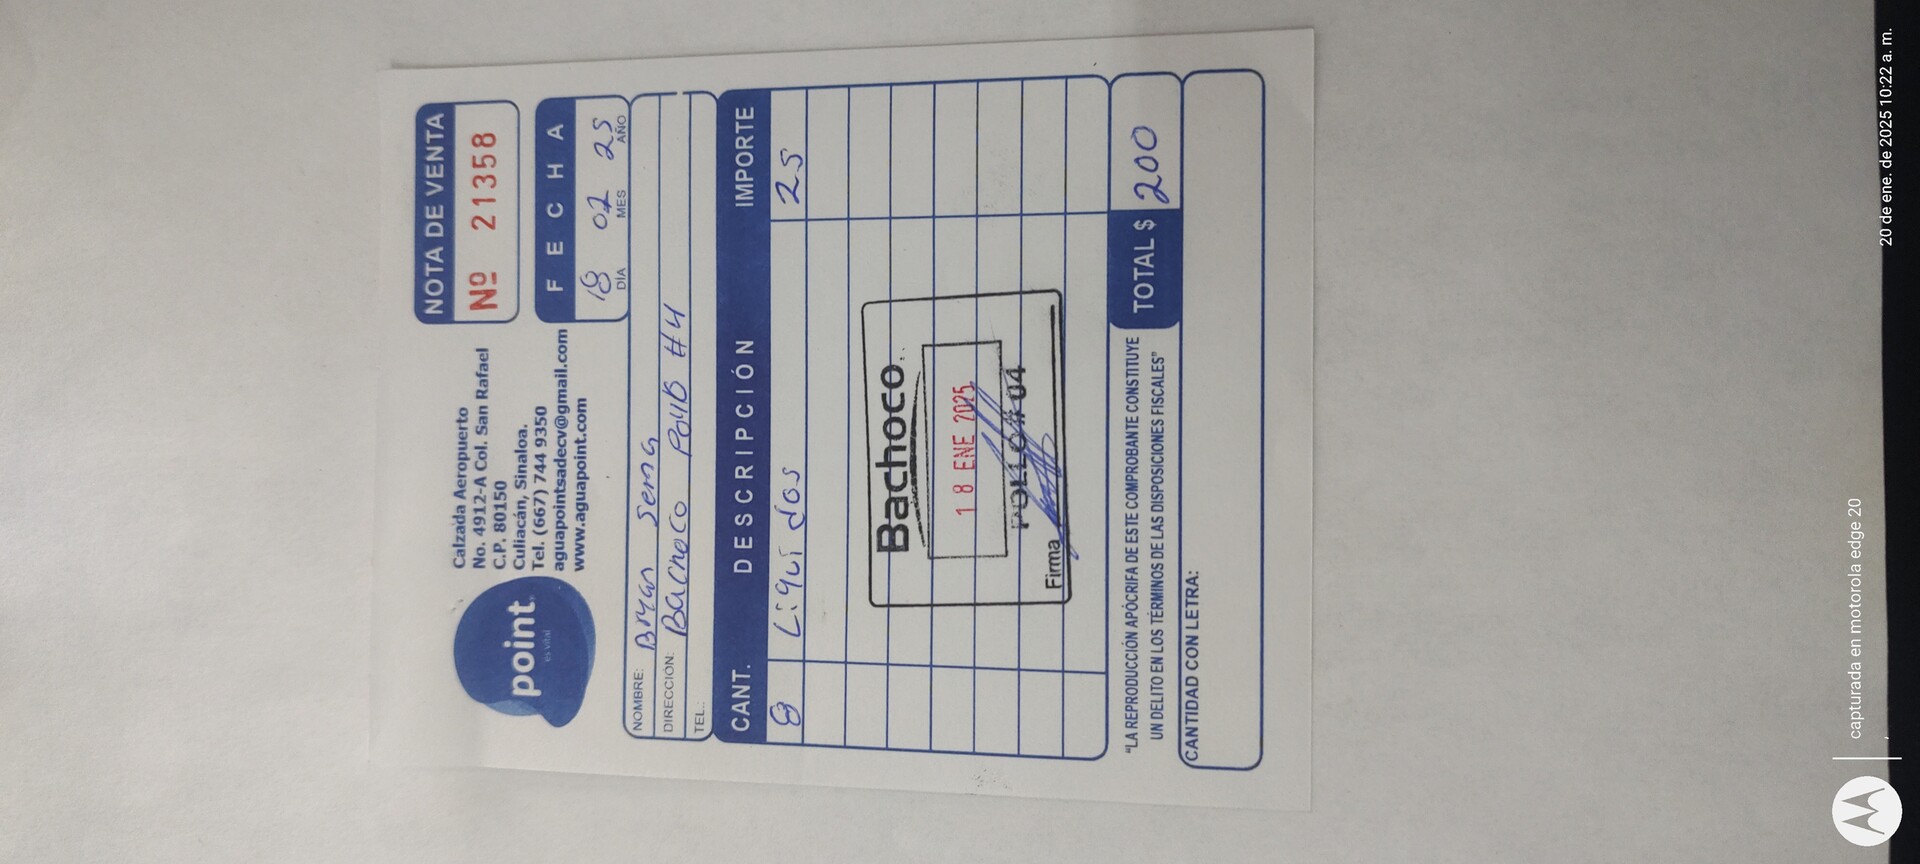 point
es vital
Calzada Aeropuerto
No. 4912-A Col. San Rafael
C.P. 80150
Culiacán, Sinaloa.
Tel. (667) 744 9350
aguapointsadecv@gmail.com
www.aguapoint.com
NOTA DE VENTA
Nº 21358
FECHA
18 01 25
DÍA MES AÑO
NOMBRE: Bryan Serna
DIRECCIÓN: Bachoco Pollo #4
TEL.:
CANT. DESCRIPCIÓN IMPORTE
8 Liquidos 25
Bachoco
18 ENE 2025
POLLO # 04
Firma
"LA REPRODUCCIÓN APÓCRIFA DE ESTE COMPROBANTE CONSTITUYE
UN DELITO EN LOS TÉRMINOS DE LAS DISPOSICIONES FISCALES"
TOTAL $ 200
CANTIDAD CON LETRA:
capturada en motorola edge 20
20 de ene. de 2025 10:22 a. m.